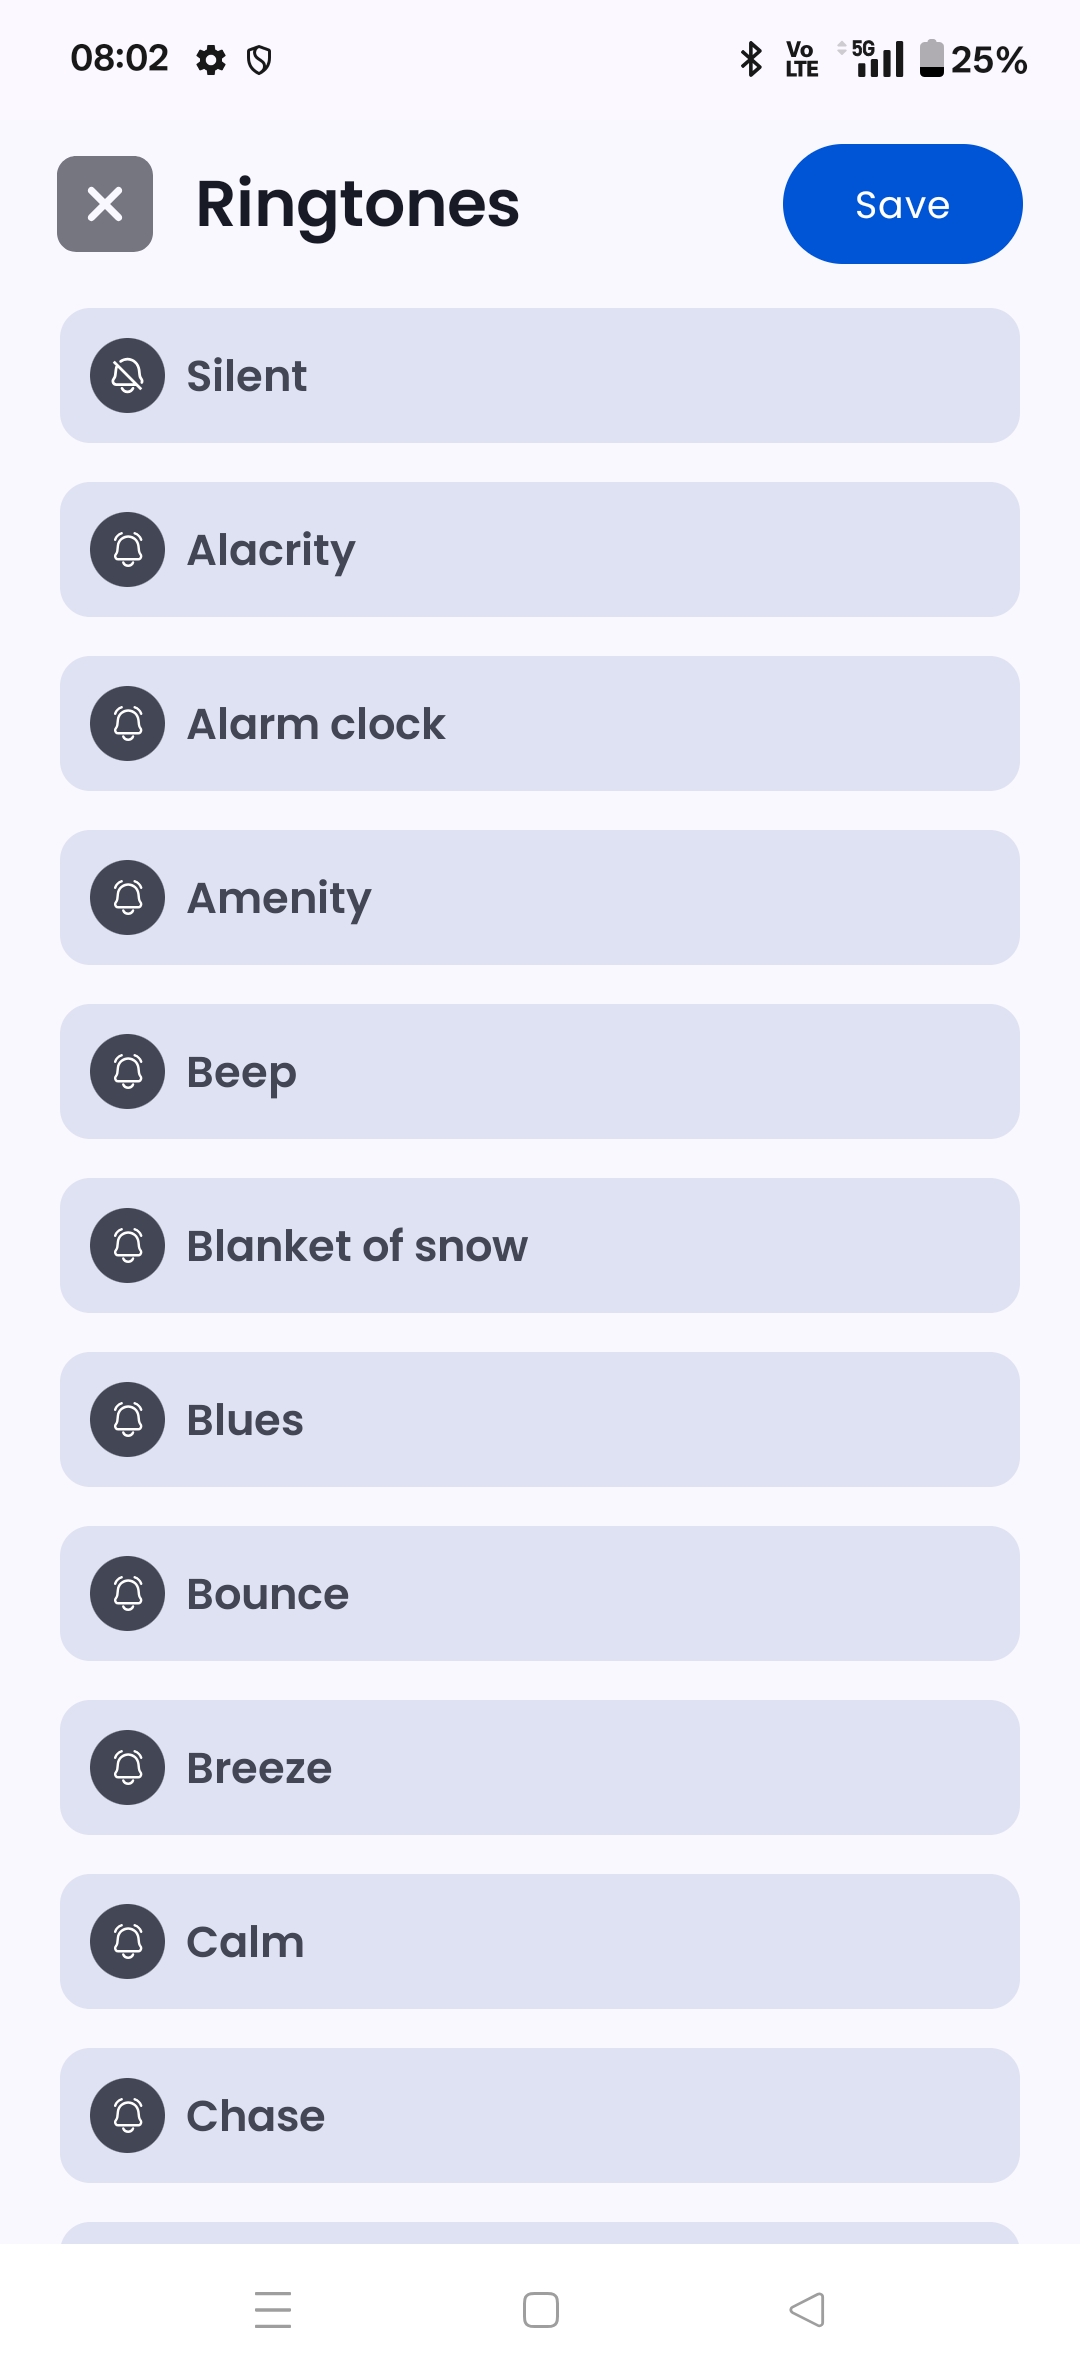 08:02
Vo LTE
5G
25%
Ringtones
Save
Silent
Alacrity
Alarm clock
Amenity
Beep
Blanket of snow
Blues
Bounce
Breeze
Calm
Chase